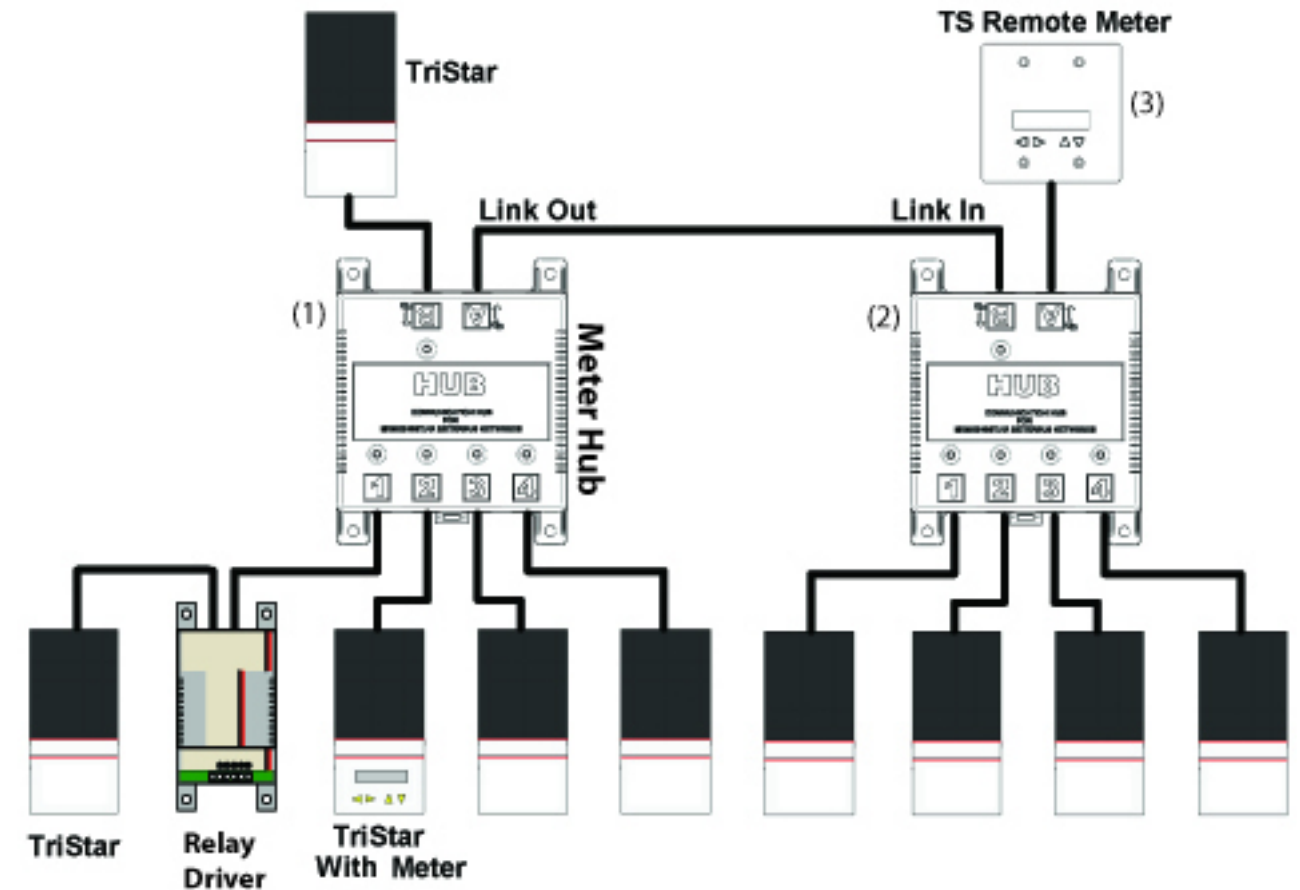 TS Remote Meter
TriStar
(3)
Link Out
Link In
(1)
(2)
Meter Hub
HUB
HUB
1 2 3 4
1 2 3 4
TriStar
Relay
Driver
TriStar
With Meter